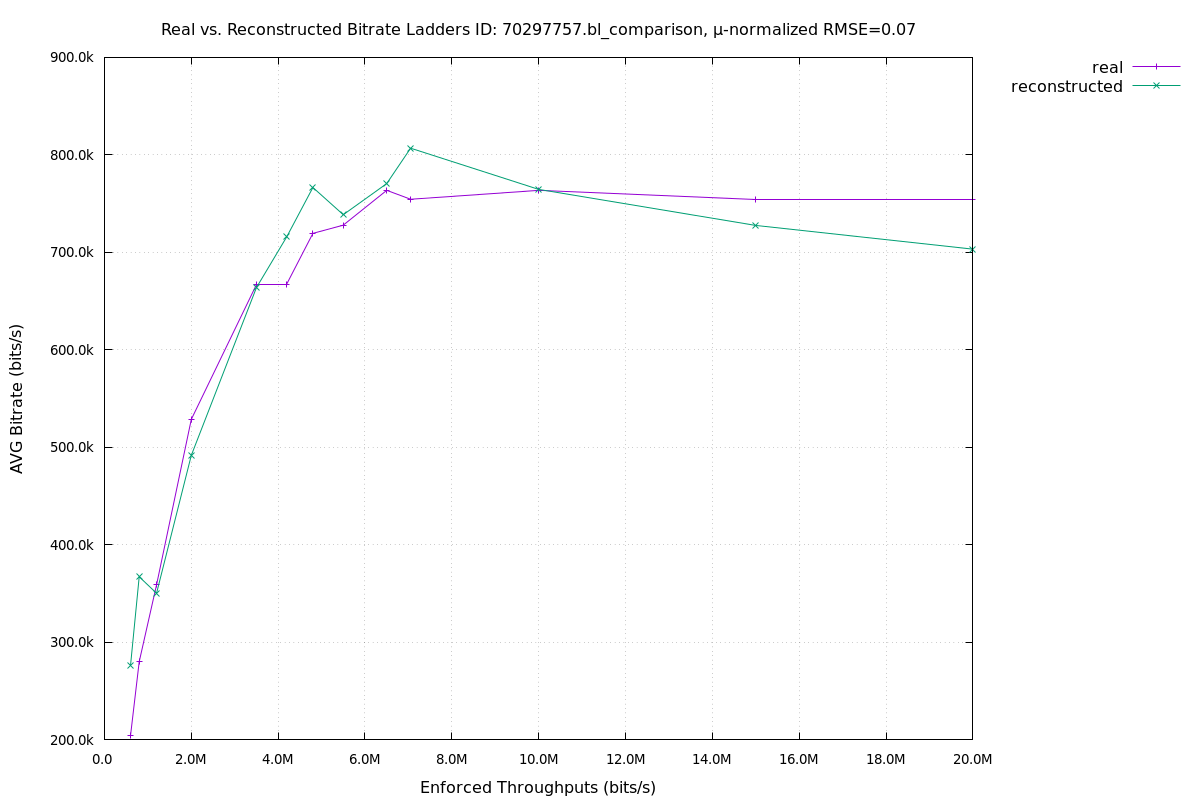 Real vs. Reconstructed Bitrate Ladders ID: 70297757.bl_comparison, μ-normalized RMSE=0.07
real
reconstructed
900.0k
800.0k
700.0k
600.0k
500.0k
400.0k
300.0k
200.0k
AVG Bitrate (bits/s)
0.0 2.0M 4.0M 6.0M 8.0M 10.0M 12.0M 14.0M 16.0M 18.0M 20.0M
Enforced Throughputs (bits/s)